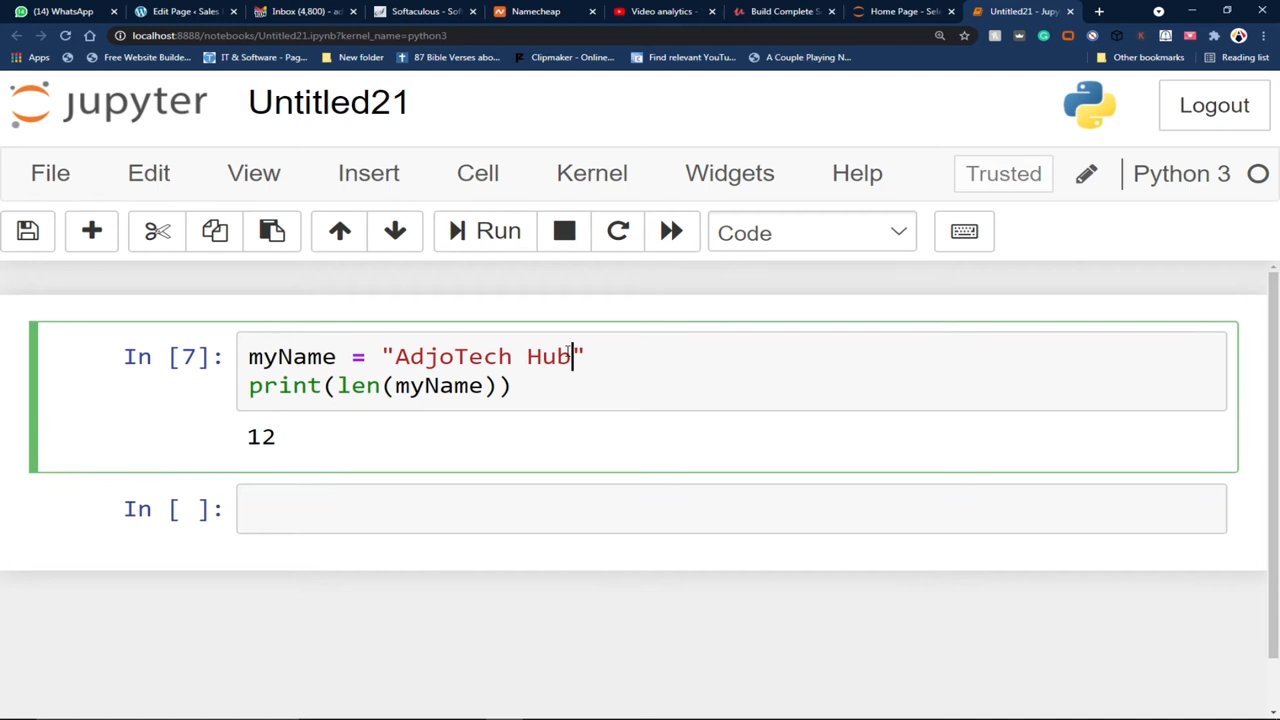 (14) WhatsApp
Edit Page ‹ Sales
Inbox (4,800) - ad
Softaculous - Sof
Namecheap
Video analytics -
Build Complete S
Home Page - Sele
Untitled21 - Jupy
localhost:8888/notebooks/Untitled21.ipynb?kernel_name=python3
Apps
Free Website Builde...
IT & Software - Pag...
New folder
87 Bible Verses abo...
Clipmaker - Online...
Find relevant YouTu...
A Couple Playing N...
Other bookmarks
Reading list
jupyter Untitled21
Logout
File Edit View Insert Cell Kernel Widgets Help
Trusted
Python 3
Run
Code
In [7]: myName = "AdjoTech Hub"
print(len(myName))
12
In [ ]: